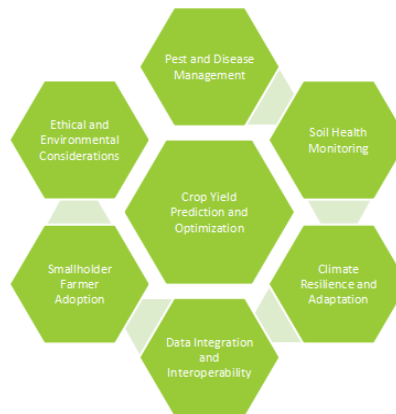 Pest and Disease
Management
Ethical and
Environmental
Considerations
Soil Health
Monitoring
Crop Yield
Prediction and
Optimization
Smallholder
Farmer
Adoption
Climate
Resilience and
Adaptation
Data Integration
and
Interoperability